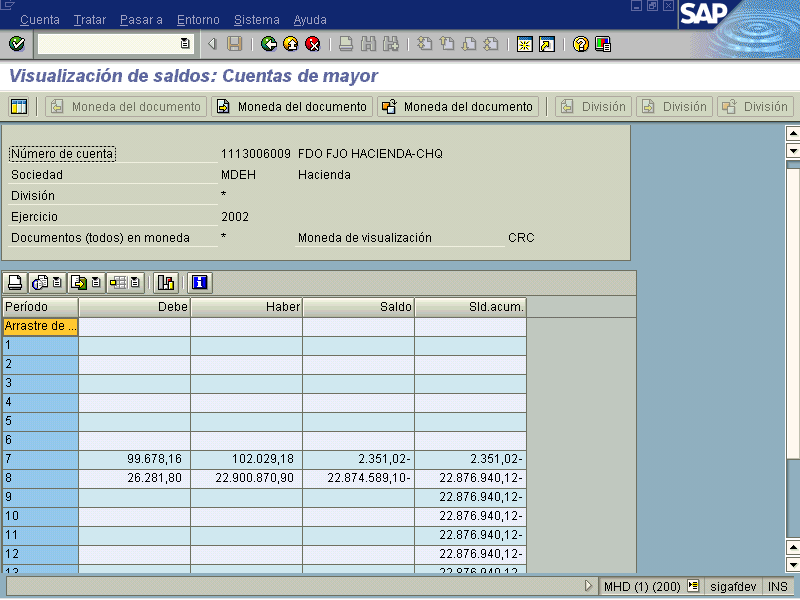 Cuenta Tratar Pasar a Entorno Sistema Ayuda
SAP
Visualización de saldos: Cuentas de mayor
Moneda del documento Moneda del documento Moneda del documento División División División
Número de cuenta 1113006009 FDO FJO HACIENDA-CHQ
Sociedad MDEH Hacienda
División *
Ejercicio 2002
Documentos (todos) en moneda * Moneda de visualización CRC
Período Debe Haber Saldo Sld.acum.
Arrastre de ...
1
2
3
4
5
6
7 99.678,16 102.029,18 2.351,02- 2.351,02-
8 26.281,80 22.900.870,90 22.874.589,10- 22.876.940,12-
9 22.876.940,12-
10 22.876.940,12-
11 22.876.940,12-
12 22.876.940,12-
13 22.876.940,12-
MHD (1) (200) sigafdev INS